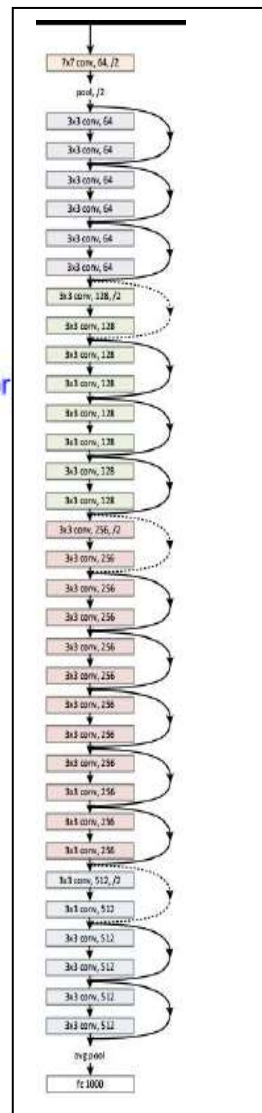 7x7 conv, 64, /2
pool, /2
3x3 conv, 64
3x3 conv, 64
3x3 conv, 64
3x3 conv, 64
3x3 conv, 64
3x3 conv, 64
3x3 conv, 128, /2
3x3 conv, 128
3x3 conv, 128
3x3 conv, 128
3x3 conv, 128
3x3 conv, 128
3x3 conv, 128
3x3 conv, 128
3x3 conv, 256, /2
3x3 conv, 256
3x3 conv, 256
3x3 conv, 256
3x3 conv, 256
3x3 conv, 256
3x3 conv, 256
3x3 conv, 256
3x3 conv, 256
3x3 conv, 256
3x3 conv, 256
3x3 conv, 256
3x3 conv, 512, /2
3x3 conv, 512
3x3 conv, 512
3x3 conv, 512
3x3 conv, 512
3x3 conv, 512
avg pool
fc 1000